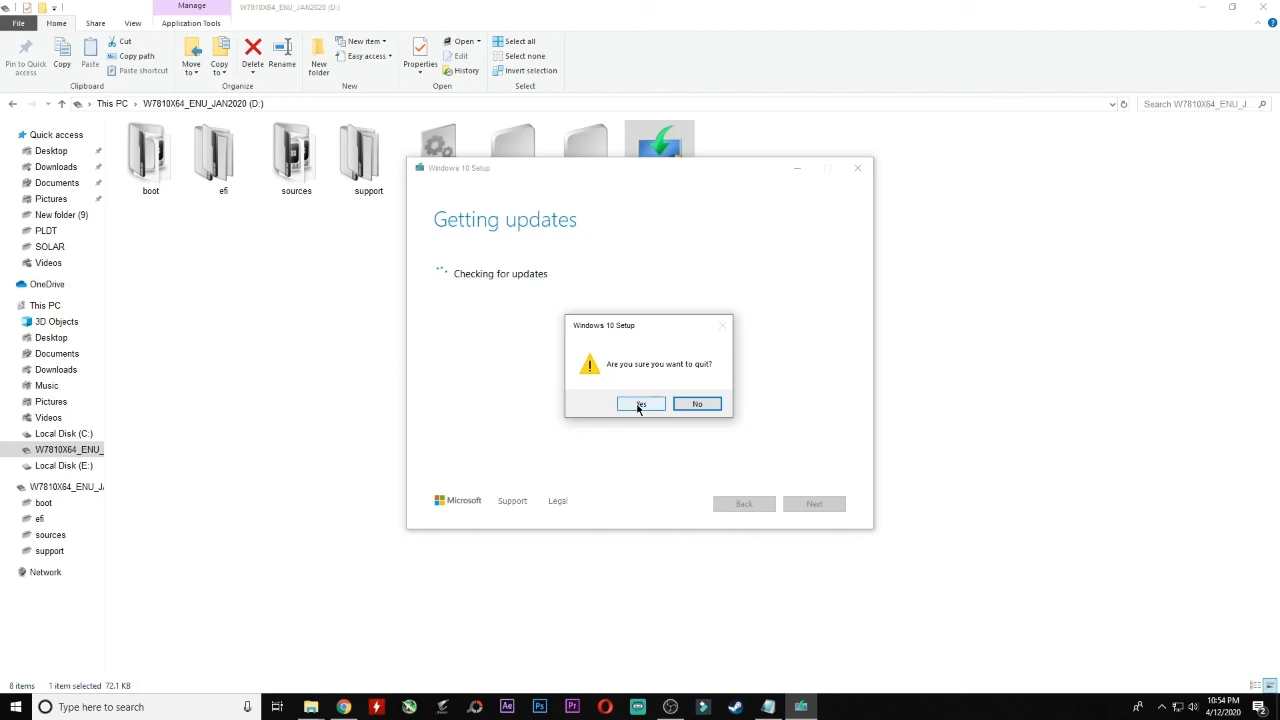 Manage
W7810X64_ENU_JAN2020 (D:)
File
Home
Share
View
Application Tools
Pin to Quick access
Copy
Paste
Cut
Copy path
Paste shortcut
Clipboard
Move to
Copy to
Delete
Rename
Organize
New folder
New item
Easy access
New
Properties
Open
Edit
History
Open
Select all
Select none
Invert selection
Select
This PC
W7810X64_ENU_JAN2020 (D:)
Search W7810X64_ENU_J...
Quick access
Desktop
Downloads
Documents
Pictures
New folder (9)
PLDT
SOLAR
Videos
OneDrive
This PC
3D Objects
Desktop
Documents
Downloads
Music
Pictures
Videos
Local Disk (C:)
W7810X64_ENU_
Local Disk (E:)
W7810X64_ENU_JA
boot
efi
sources
support
Network
boot
efi
sources
support
Windows 10 Setup
Getting updates
Checking for updates
Windows 10 Setup
Are you sure you want to quit?
Yes
No
Microsoft
Support
Legal
Back
Next
8 items
1 item selected 72.1 KB
Type here to search
Ae
Ps
Pr
10:54 PM
4/12/2020
2